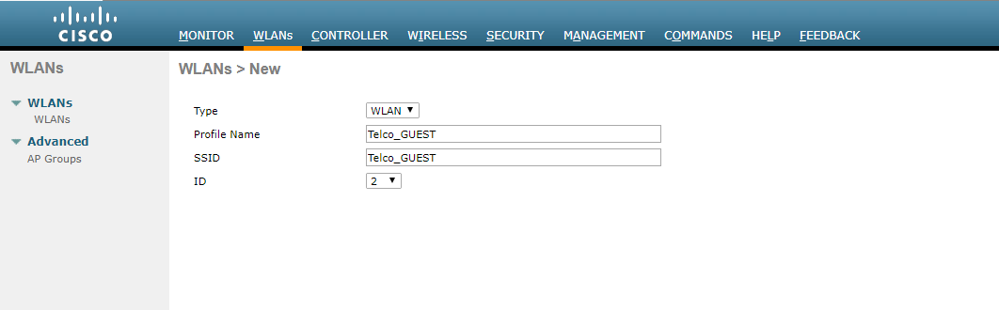 CISCO
MONITOR WLANs CONTROLLER WIRELESS SECURITY MANAGEMENT COMMANDS HELP FEEDBACK
WLANs
WLANs
WLANs
Advanced
AP Groups
WLANs > New
Type WLAN
Profile Name Telco_GUEST
SSID Telco_GUEST
ID 2